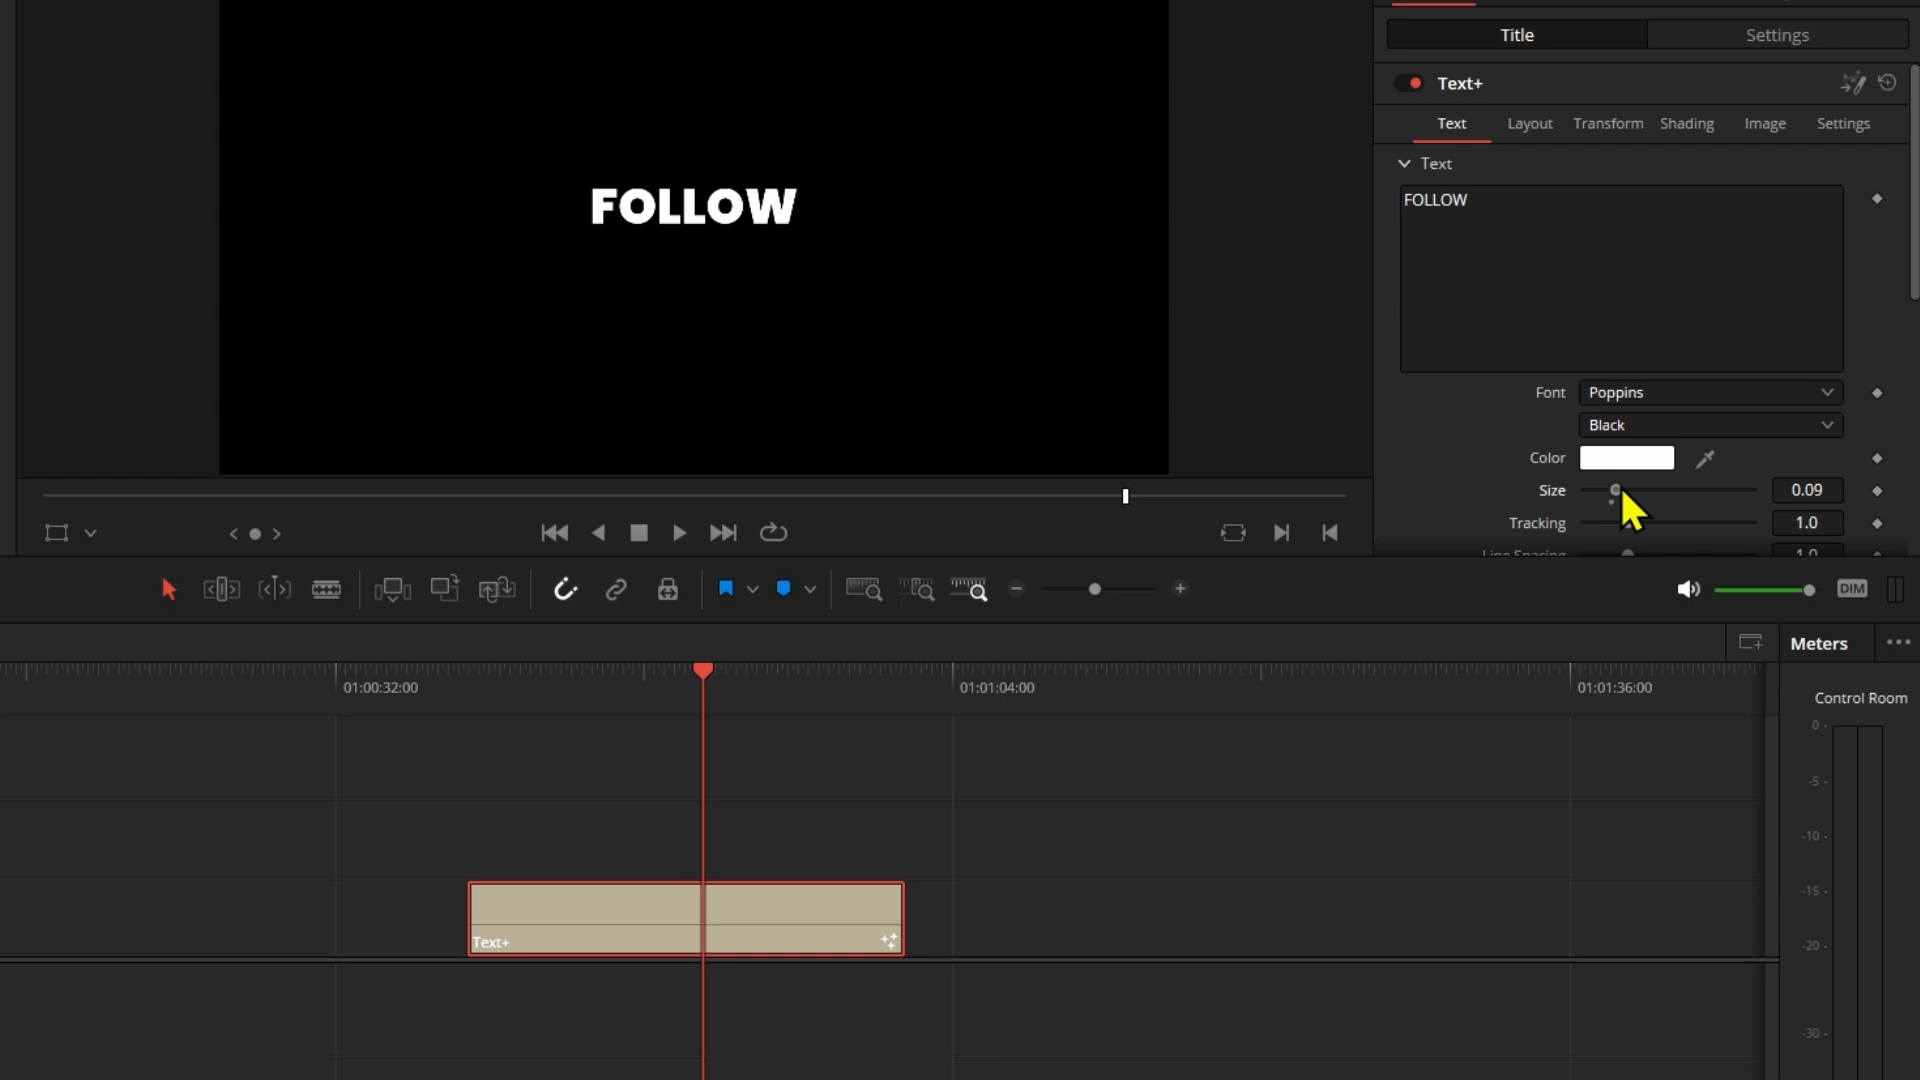 Title Settings
Text+
Text Layout Transform Shading Image Settings
Text
FOLLOW
FOLLOW
Font Poppins
Black
Color
Size 0.09
Tracking 1.0
Line Spacing 1.0
DIM
Meters
01:00:32:00 01:01:04:00 01:01:36:00
Control Room
0 -
-5 -
-10 -
-15 -
-20 -
-30 -
Text+